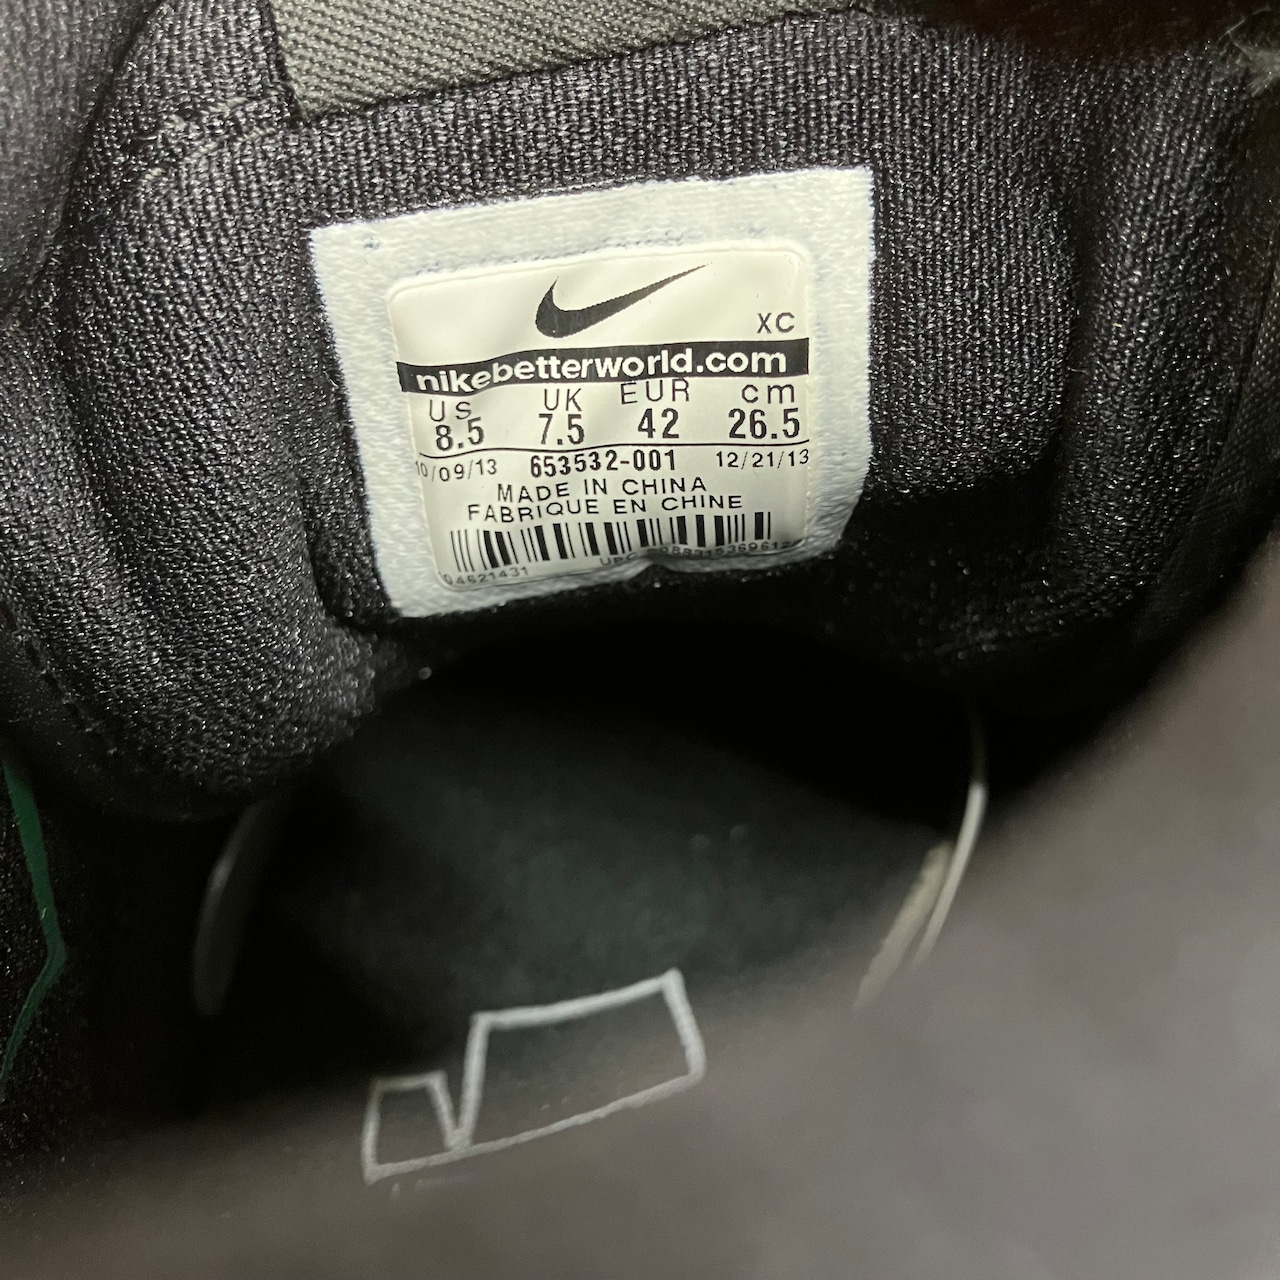 XC
nikebetterworld.com
US UK EUR cm
8.5 7.5 42 26.5
10/09/13 653532-001 12/21/13
MADE IN CHINA
FABRIQUE EN CHINE
04621431